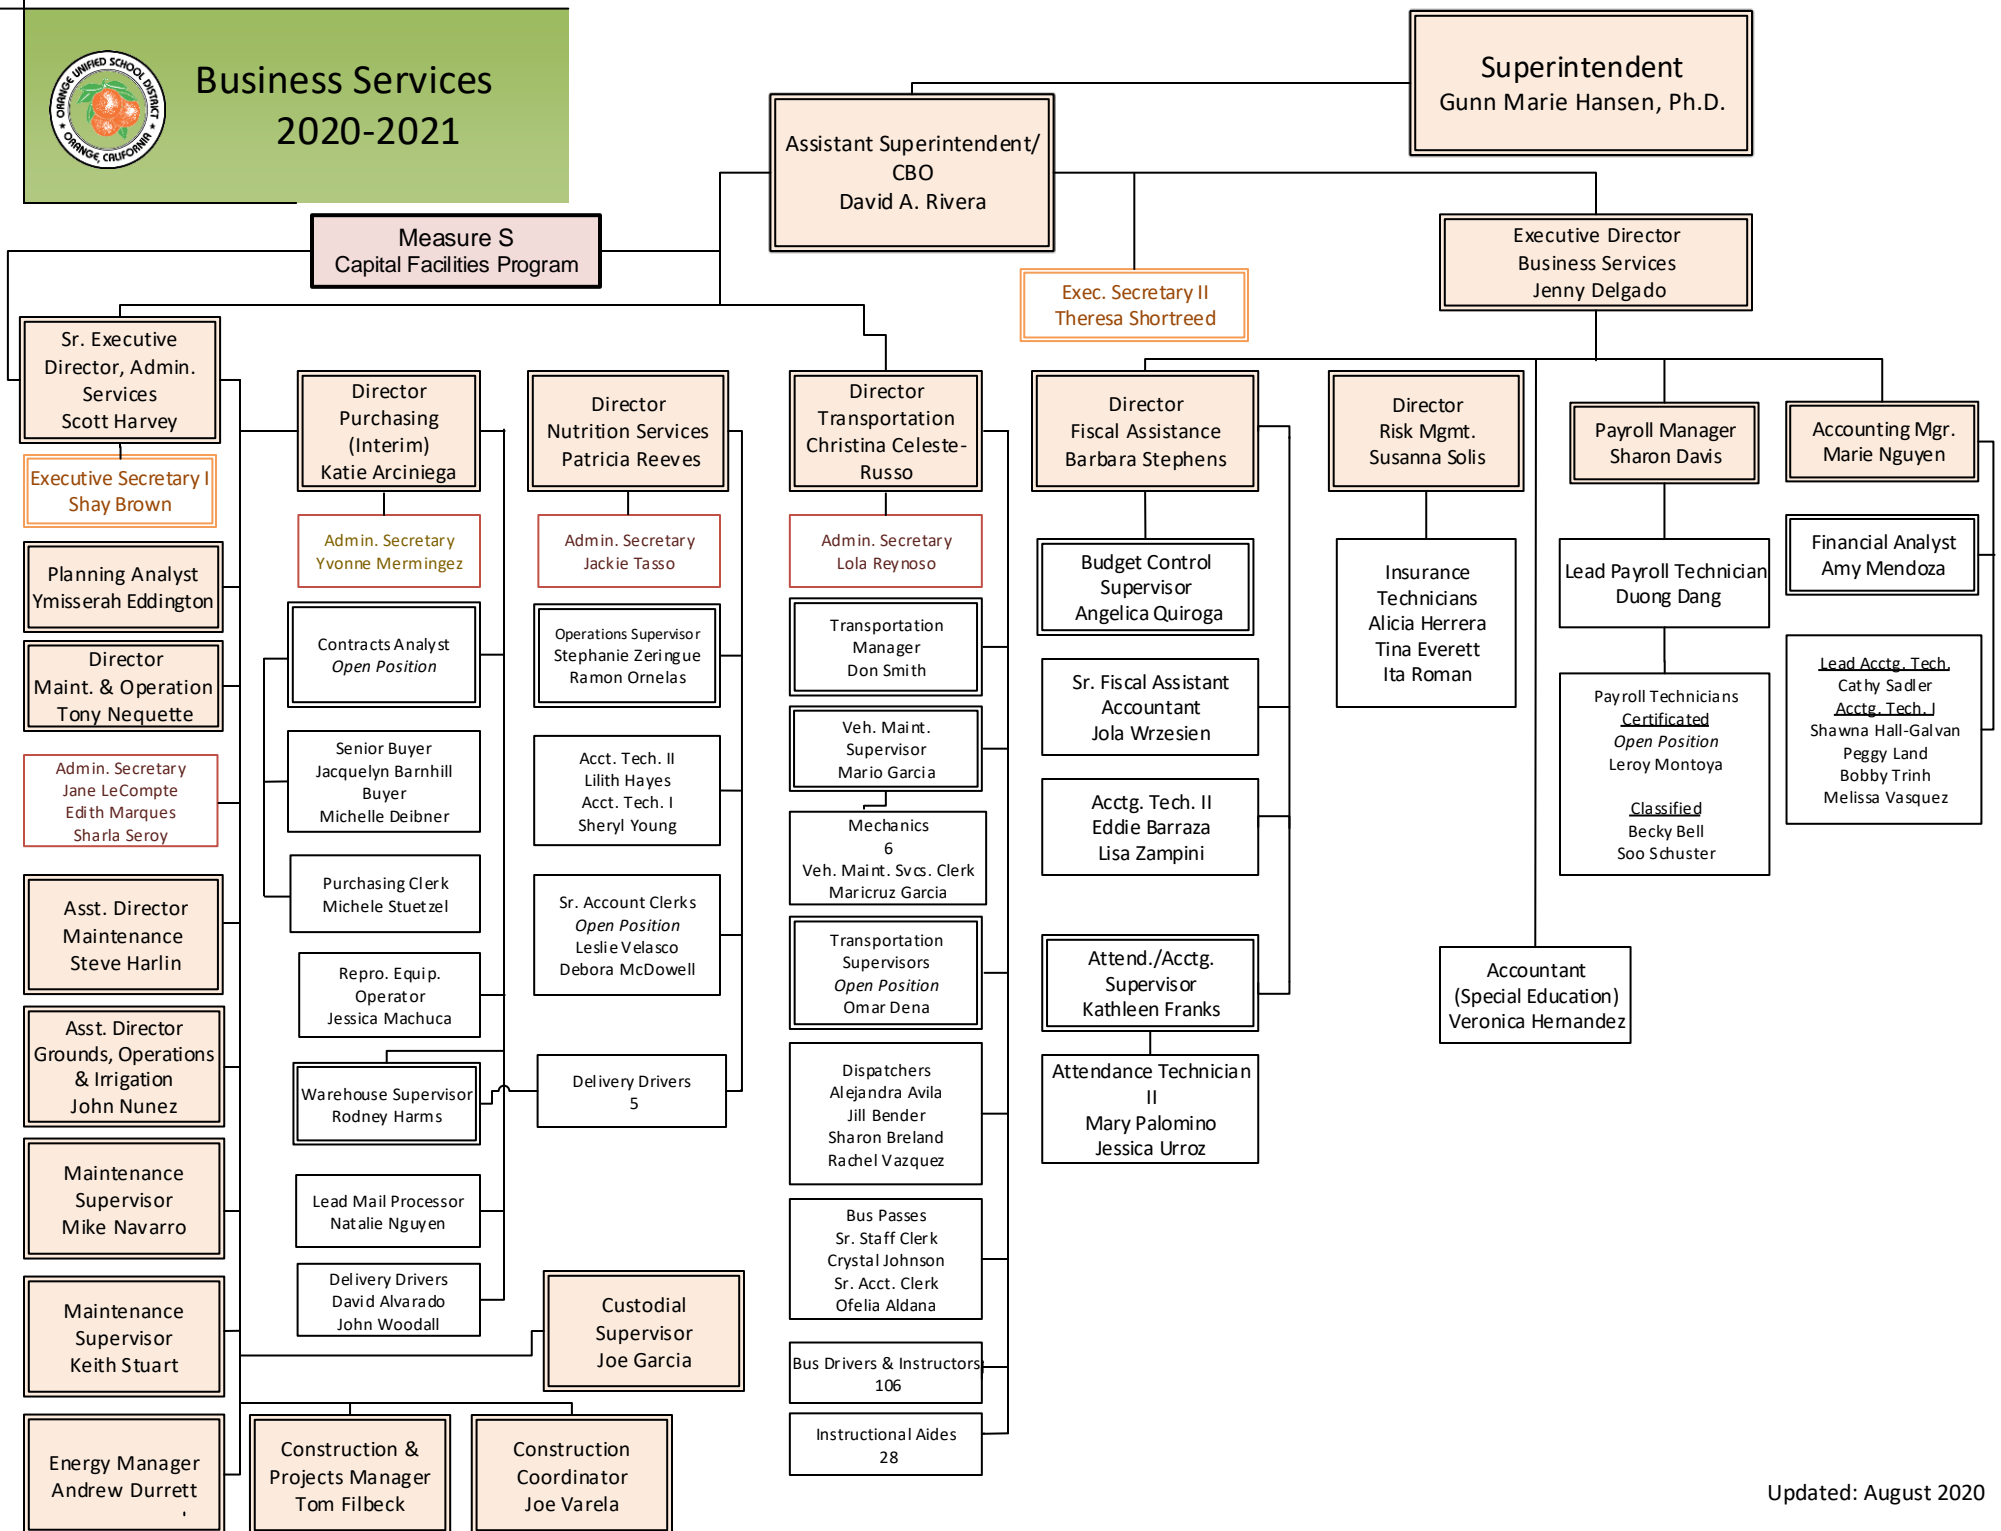 ORANGE UNIFIED SCHOOL DISTRICT
ORANGE, CALIFORNIA
Business Services
2020-2021
Superintendent
Gunn Marie Hansen, Ph.D.
Assistant Superintendent/
CBO
David A. Rivera
Measure S
Capital Facilities Program
Exec. Secretary II
Theresa Shortreed
Executive Director
Business Services
Jenny Delgado
Sr. Executive
Director, Admin.
Services
Scott Harvey
Executive Secretary I
Shay Brown
Planning Analyst
Ymisserah Eddington
Director
Maint. & Operation
Tony Nequette
Admin. Secretary
Jane LeCompte
Edith Marques
Sharla Seroy
Asst. Director
Maintenance
Steve Harlin
Asst. Director
Grounds, Operations
& Irrigation
John Nunez
Maintenance
Supervisor
Mike Navarro
Maintenance
Supervisor
Keith Stuart
Energy Manager
Andrew Durrett
Director
Purchasing
(Interim)
Katie Arciniega
Admin. Secretary
Yvonne Mermingez
Contracts Analyst
Open Position
Senior Buyer
Jacquelyn Barnhill
Buyer
Michelle Deibner
Purchasing Clerk
Michele Stuetzel
Repro. Equip.
Operator
Jessica Machuca
Warehouse Supervisor
Rodney Harms
Lead Mail Processor
Natalie Nguyen
Delivery Drivers
David Alvarado
John Woodall
Construction &
Projects Manager
Tom Filbeck
Construction
Coordinator
Joe Varela
Director
Nutrition Services
Patricia Reeves
Admin. Secretary
Jackie Tasso
Operations Supervisor
Stephanie Zeringue
Ramon Ornelas
Acct. Tech. II
Lilith Hayes
Acct. Tech. I
Sheryl Young
Sr. Account Clerks
Open Position
Leslie Velasco
Debora McDowell
Delivery Drivers
5
Custodial
Supervisor
Joe Garcia
Director
Transportation
Christina Celeste-
Russo
Admin. Secretary
Lola Reynoso
Transportation
Manager
Don Smith
Veh. Maint.
Supervisor
Mario Garcia
Mechanics
6
Veh. Maint. Svcs. Clerk
Maricruz Garcia
Transportation
Supervisors
Open Position
Omar Dena
Dispatchers
Alejandra Avila
Jill Bender
Sharon Breland
Rachel Vazquez
Bus Passes
Sr. Staff Clerk
Crystal Johnson
Sr. Acct. Clerk
Ofelia Aldana
Bus Drivers & Instructors
106
Instructional Aides
28
Director
Fiscal Assistance
Barbara Stephens
Budget Control
Supervisor
Angelica Quiroga
Sr. Fiscal Assistant
Accountant
Jola Wrzesien
Acctg. Tech. II
Eddie Barraza
Lisa Zampini
Attend./Acctg.
Supervisor
Kathleen Franks
Attendance Technician
II
Mary Palomino
Jessica Urroz
Director
Risk Mgmt.
Susanna Solis
Insurance
Technicians
Alicia Herrera
Tina Everett
Ita Roman
Accountant
(Special Education)
Veronica Hernandez
Payroll Manager
Sharon Davis
Lead Payroll Technician
Duong Dang
Payroll Technicians
Certificated
Open Position
Leroy Montoya
Classified
Becky Bell
Soo Schuster
Accounting Mgr.
Marie Nguyen
Financial Analyst
Amy Mendoza
Lead Acctg. Tech.
Cathy Sadler
Acctg. Tech. I
Shawna Hall-Galvan
Peggy Land
Bobby Trinh
Melissa Vasquez
Updated: August 2020